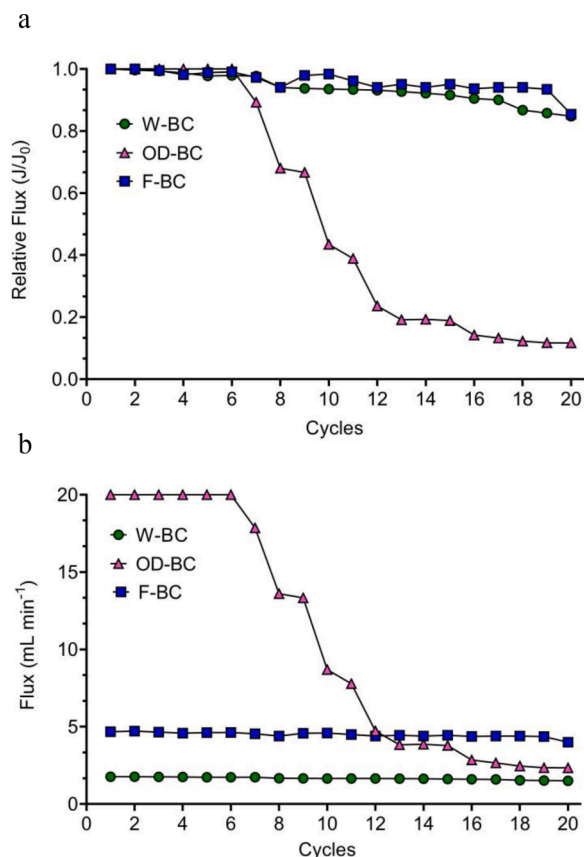 a
Relative Flux (J/J₀)
1.0
0.8
0.6
0.4
0.2
0.0
W-BC
OD-BC
F-BC
0 2 4 6 8 10 12 14 16 18 20
Cycles
b
Flux (mL min⁻¹)
20
15
10
5
0
W-BC
OD-BC
F-BC
0 2 4 6 8 10 12 14 16 18 20
Cycles